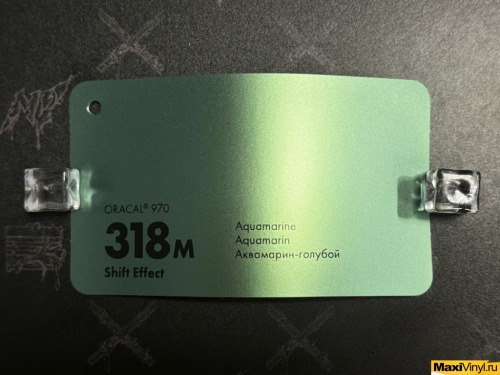 ORACAL® 970
318M
Shift Effect
Aquamarine
Aquamarin
Аквамарин-голубой
MaxiVinyl.ru